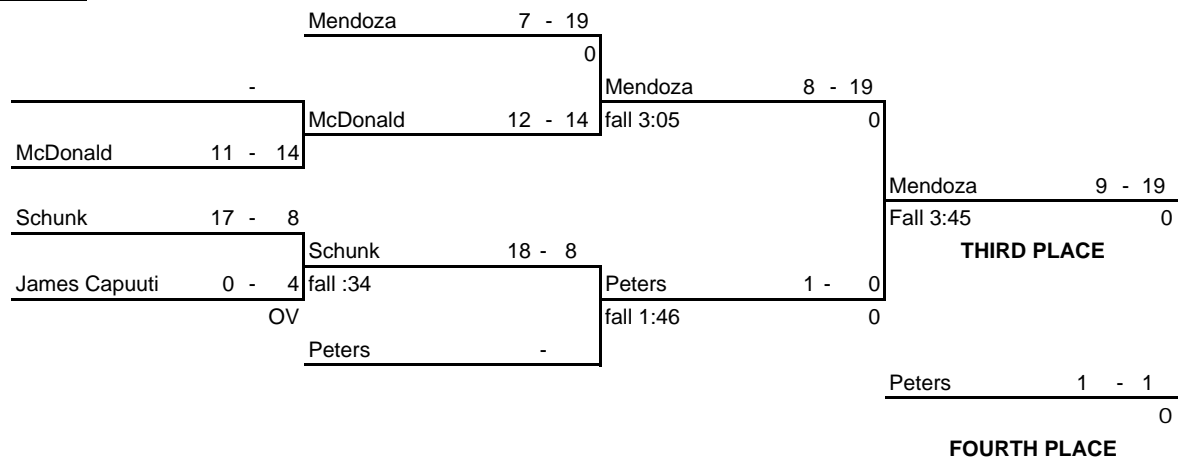 Mendoza 7 - 19
0
-
Mendoza 8 - 19
McDonald 12 - 14
fall 3:05 0
McDonald 11 - 14
Mendoza 9 - 19
Schunk 17 - 8
Fall 3:45 0
Schunk 18 - 8
THIRD PLACE
James Capuuti 0 - 4
fall :34
Peters 1 - 0
OV
fall 1:46 0
Peters -
Peters 1 - 1
0
FOURTH PLACE